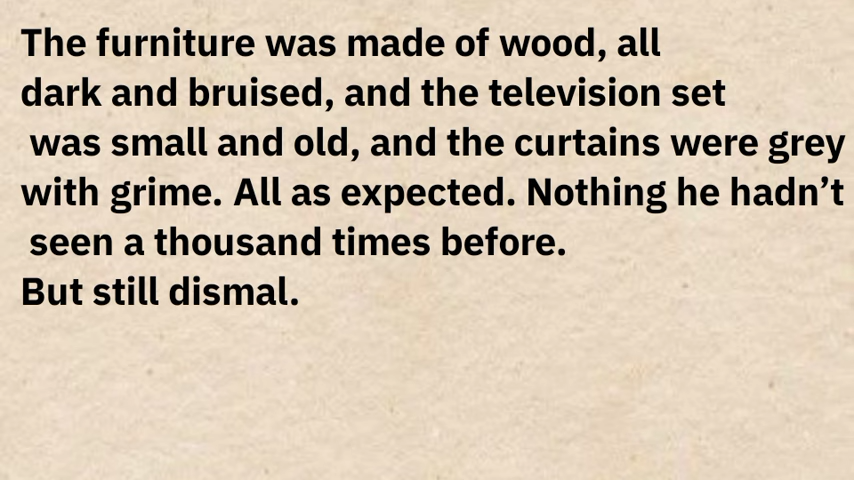 The furniture was made of wood, all
dark and bruised, and the television set
was small and old, and the curtains were grey
with grime. All as expected. Nothing he hadn’t
seen a thousand times before.
But still dismal.